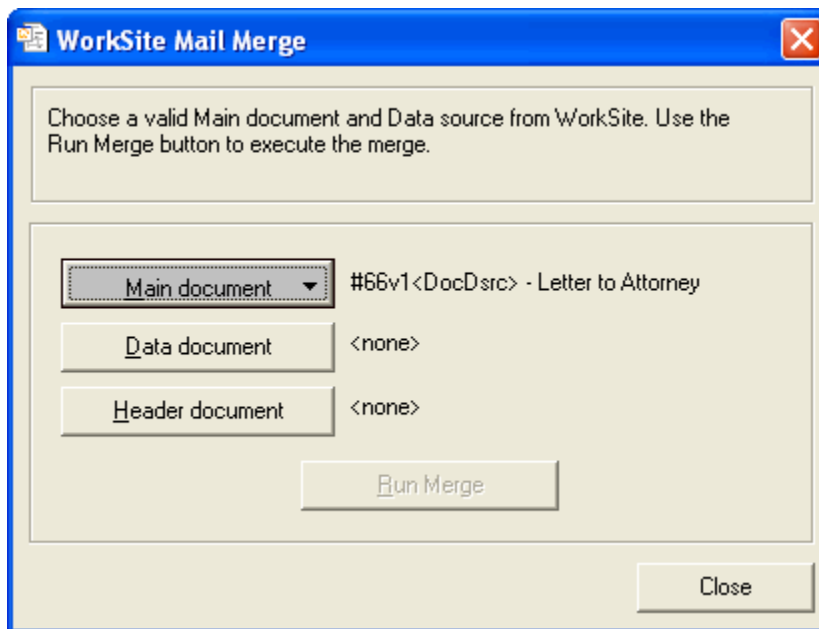 WorkSite Mail Merge
Choose a valid Main document and Data source from WorkSite. Use the
Run Merge button to execute the merge.
Main document #66v1<DocDsrc> - Letter to Attorney
Data document <none>
Header document <none>
Run Merge
Close